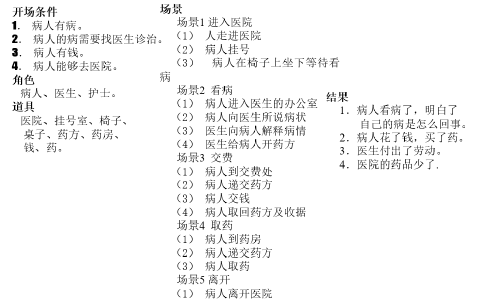 开场条件
1. 病人有病。
2. 病人的病需要找医生诊治。
3. 病人有钱。
4. 病人能够去医院。
角色
病人、医生、护士。
道具
医院、挂号室、椅子、
桌子、药方、药房、
钱、药。
场景
场景1 进入医院
（1） 人走进医院
（2） 病人挂号
（3） 病人在椅子上坐下等待看
病
场景2 看病
（1） 病人进入医生的办公室
（2） 病人向医生所说病状
（3） 医生向病人解释病情
（4） 医生给病人开药方
场景3 交费
（1） 病人到交费处
（2） 病人递交药方
（3） 病人交钱
（4） 病人取回药方及收据
场景4 取药
（1） 病人到药房
（2） 病人递交药方
（3） 病人取药
场景5 离开
（1） 病人离开医院
结果
1．病人看病了，明白了
自己的病是怎么回事。
2．病人花了钱，买了药。
3．医生付出了劳动。
4．医院的药品少了.